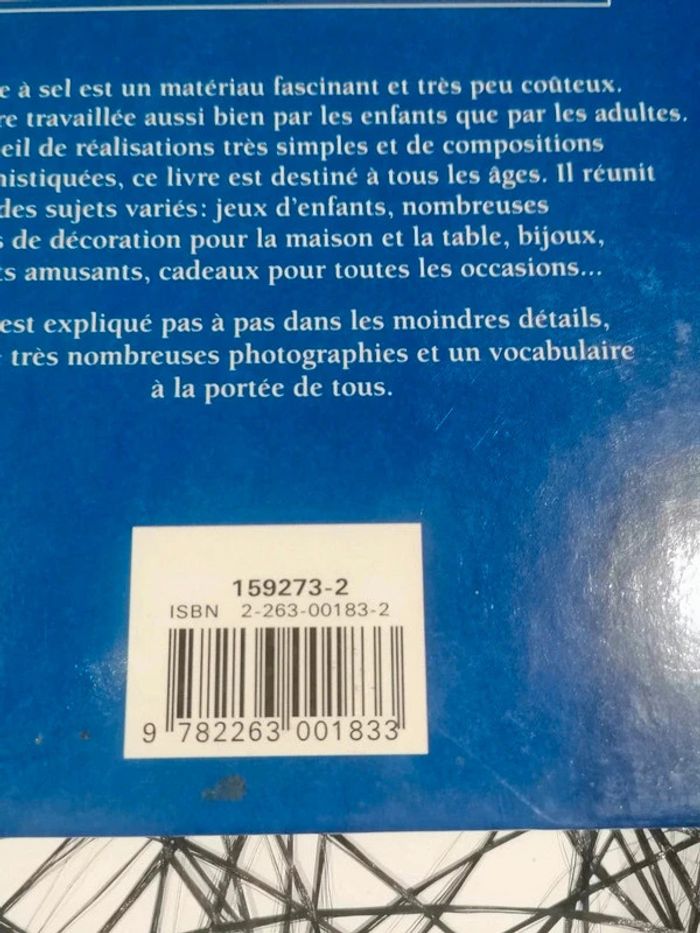 e à sel est un matériau fascinant et très peu coûteux.
re travaillée aussi bien par les enfants que par les adultes.
eil de réalisations très simples et de compositions
histiquées, ce livre est destiné à tous les âges. Il réunit
des sujets variés: jeux d'enfants, nombreuses
s de décoration pour la maison et la table, bijoux,
ts amusants, cadeaux pour toutes les occasions...
est expliqué pas à pas dans les moindres détails,
très nombreuses photographies et un vocabulaire
à la portée de tous.
159273-2
ISBN 2-263-00183-2
9 782263 001833